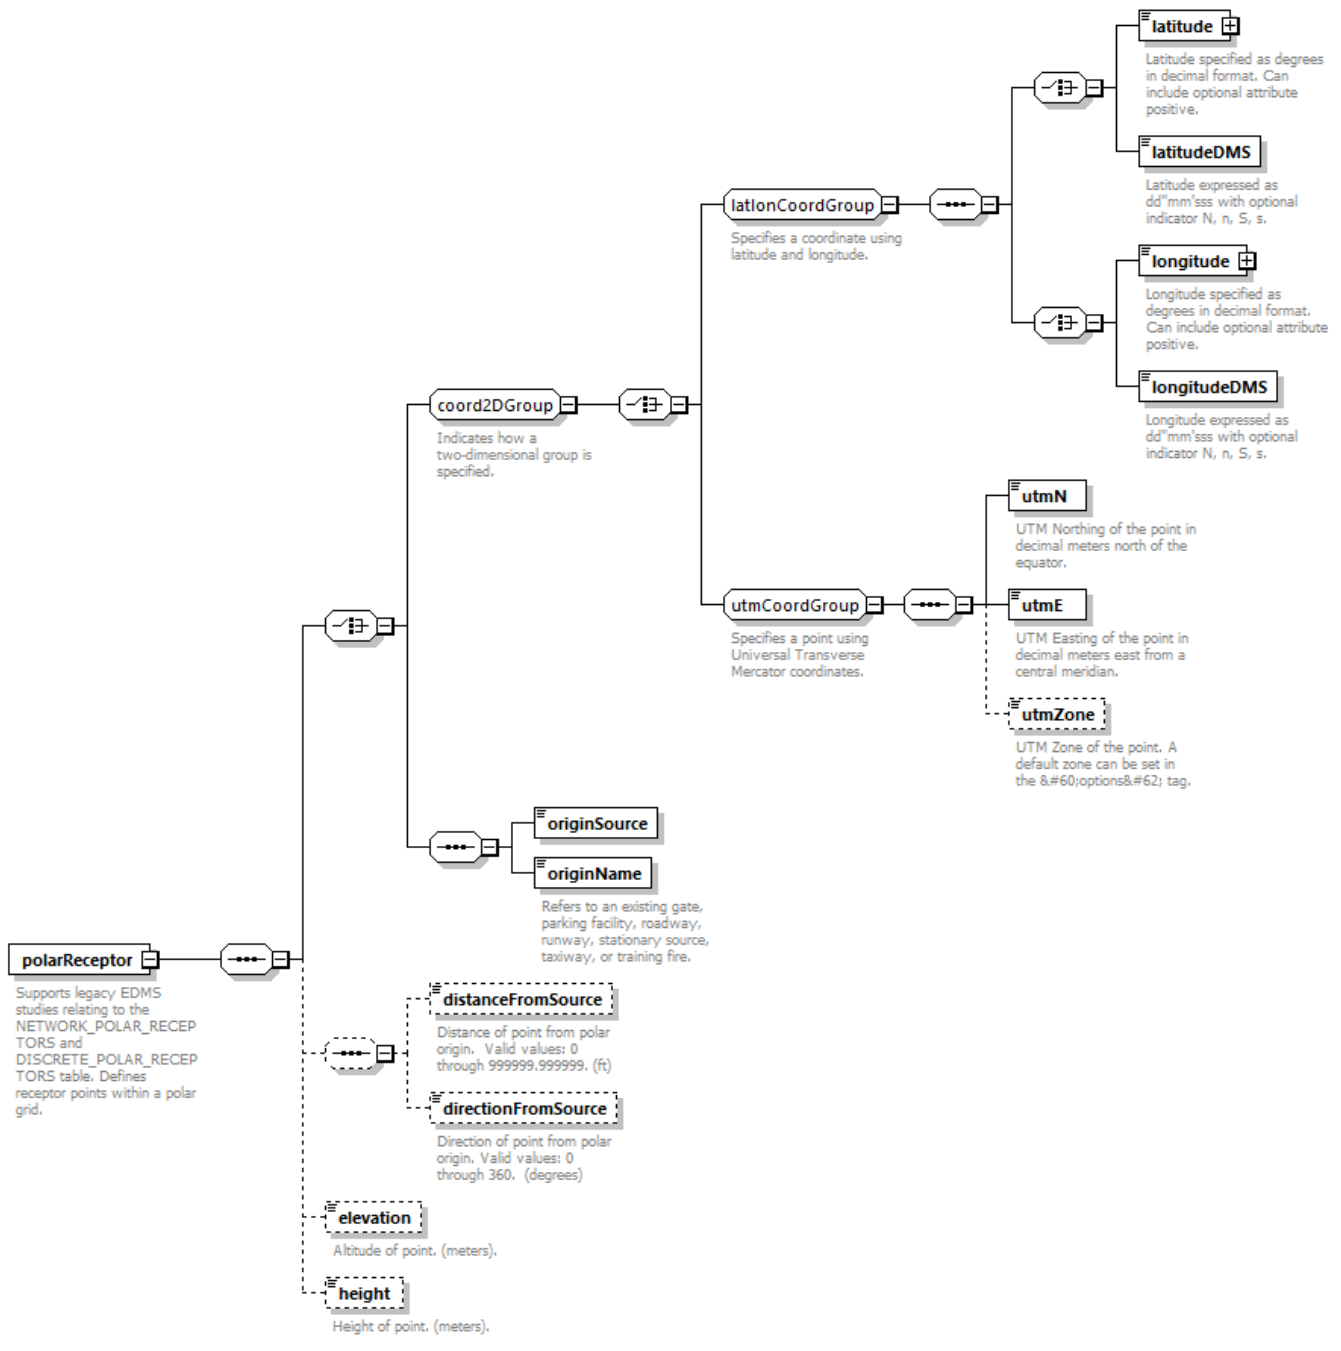 latitude
Latitude specified as degrees
in decimal format. Can
include optional attribute
positive.
latitudeDMS
Latitude expressed as
dd"mm'sss with optional
indicator N, n, S, s.
latlonCoordGroup
Specifies a coordinate using
latitude and longitude.
longitude
Longitude specified as
degrees in decimal format.
Can include optional attribute
positive.
longitudeDMS
Longitude expressed as
dd"mm'sss with optional
indicator N, n, S, s.
coord2DGroup
Indicates how a
two-dimensional group is
specified.
utmN
UTM Northing of the point in
decimal meters north of the
equator.
utmCoordGroup
Specifies a point using
Universal Transverse
Mercator coordinates.
utmE
UTM Easting of the point in
decimal meters east from a
central meridian.
utmZone
UTM Zone of the point. A
default zone can be set in
the &#60;options&#62; tag.
originSource
originName
Refers to an existing gate,
parking facility, roadway,
runway, stationary source,
taxiway, or training fire.
polarReceptor
Supports legacy EDMS
studies relating to the
NETWORK_POLAR_RECEP
TORS and
DISCRETE_POLAR_RECEP
TORS table. Defines
receptor points within a polar
grid.
distanceFromSource
Distance of point from polar
origin.  Valid values: 0
through 999999.999999. (ft)
directionFromSource
Direction of point from polar
origin. Valid values: 0
through 360.  (degrees)
elevation
Altitude of point. (meters).
height
Height of point. (meters).